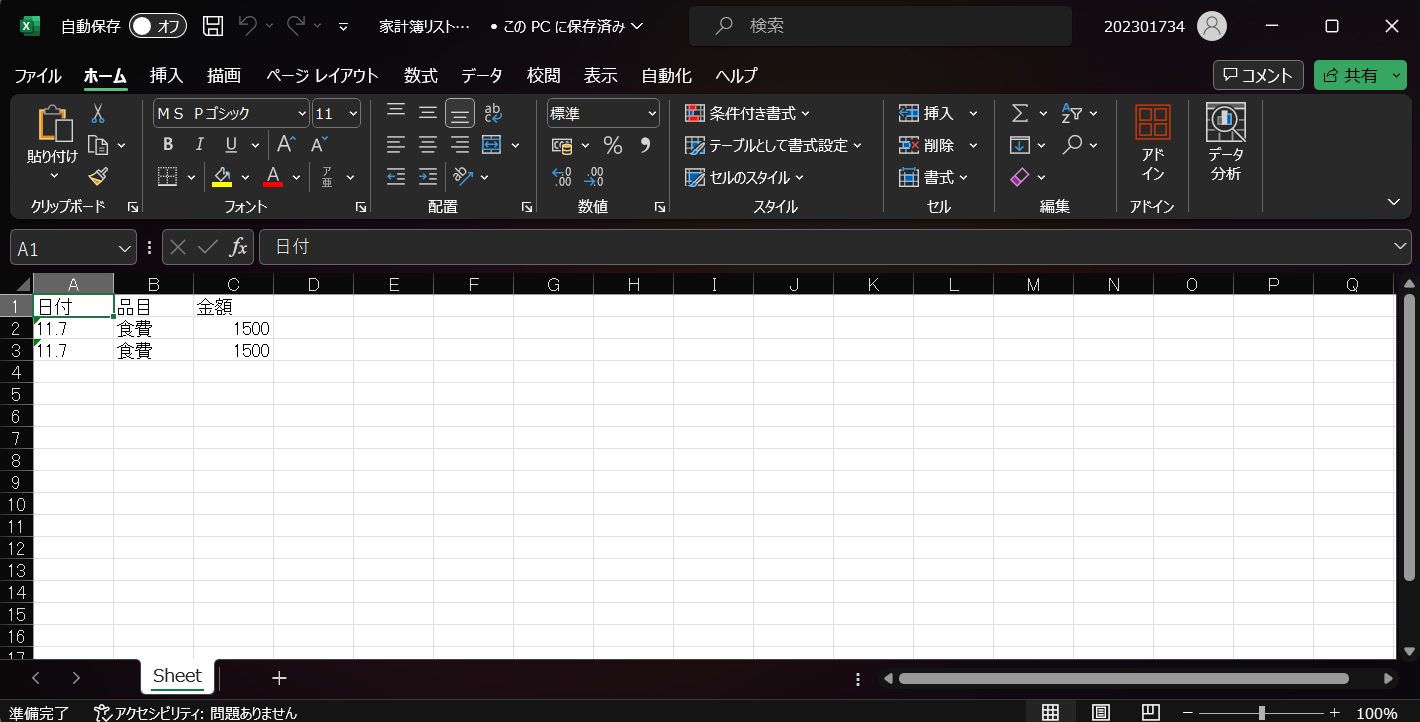 自動保存 オフ 家計簿リスト… • この PC に保存済み 検索 202301734
ファイル ホーム 挿入 描画 ページ レイアウト 数式 データ 校閲 表示 自動化 ヘルプ コメント 共有
貼り付け
クリップボード
ＭＳ Ｐゴシック 11
B I U A A
A ア亜
フォント
ab
配置
標準
% 9
.00 .00
数値
条件付き書式
テーブルとして書式設定
セルのスタイル
スタイル
挿入
削除
書式
セル
Σ AZ
編集
アドイン
アドイン
データ分析
A1 fx 日付
A B C D E F G H I J K L M N O P Q
1 日付 品目 金額
2 11.7 食費 1500
3 11.7 食費 1500
4
5
6
7
8
9
10
11
12
13
14
15
16
17
Sheet +
準備完了 アクセシビリティ: 問題ありません 100%